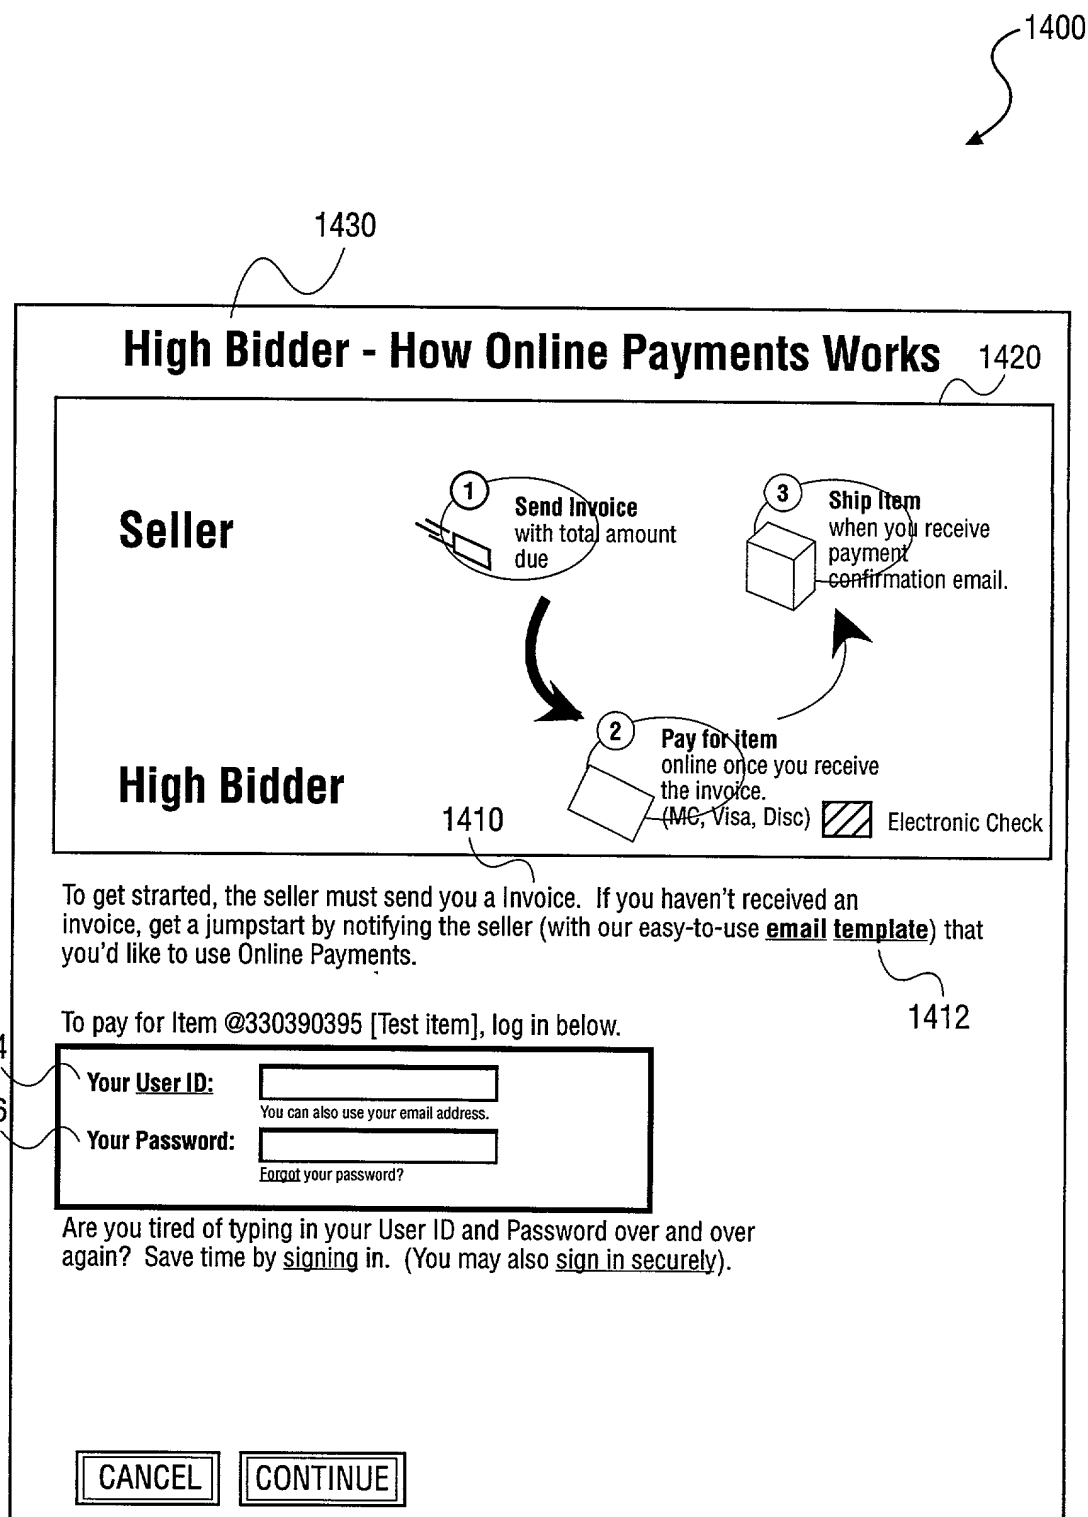 1400
1430
High Bidder - How Online Payments Works
1420
Seller
1
Send Invoice
with total amount
due
3
Ship Item
when you receive
payment
confirmation email.
High Bidder
2
Pay for item
online once you receive
the invoice.
(MC, Visa, Disc)
Electronic Check
1410
To get strarted, the seller must send you a Invoice. If you haven't received an
invoice, get a jumpstart by notifying the seller (with our easy-to-use email template) that
you'd like to use Online Payments.
1412
To pay for Item @330390395 [Test item], log in below.
4
Your User ID:
You can also use your email address.
6
Your Password:
Forgot your password?
Are you tired of typing in your User ID and Password over and over
again? Save time by signing in. (You may also sign in securely).
CANCEL
CONTINUE